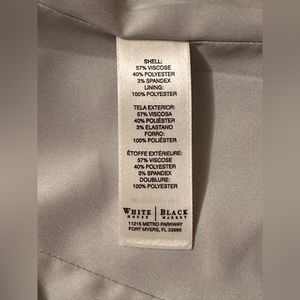 SHELL:
57% VISCOSE
40% POLYESTER
3% SPANDEX
LINING:
100% POLYESTER
TELA EXTERIOR:
57% VISCOSA
40% POLIÉSTER
3% ELASTANO
FORRO:
100% POLIÉSTER
ÉTOFFE EXTÉRIEURE:
57% VISCOSE
40% POLYESTER
3% SPANDEX
DOUBLURE:
100% POLYESTER
WHITE | BLACK
HOUSE | MARKET
11215 METRO PARKWAY
FORT MYERS, FL 33966